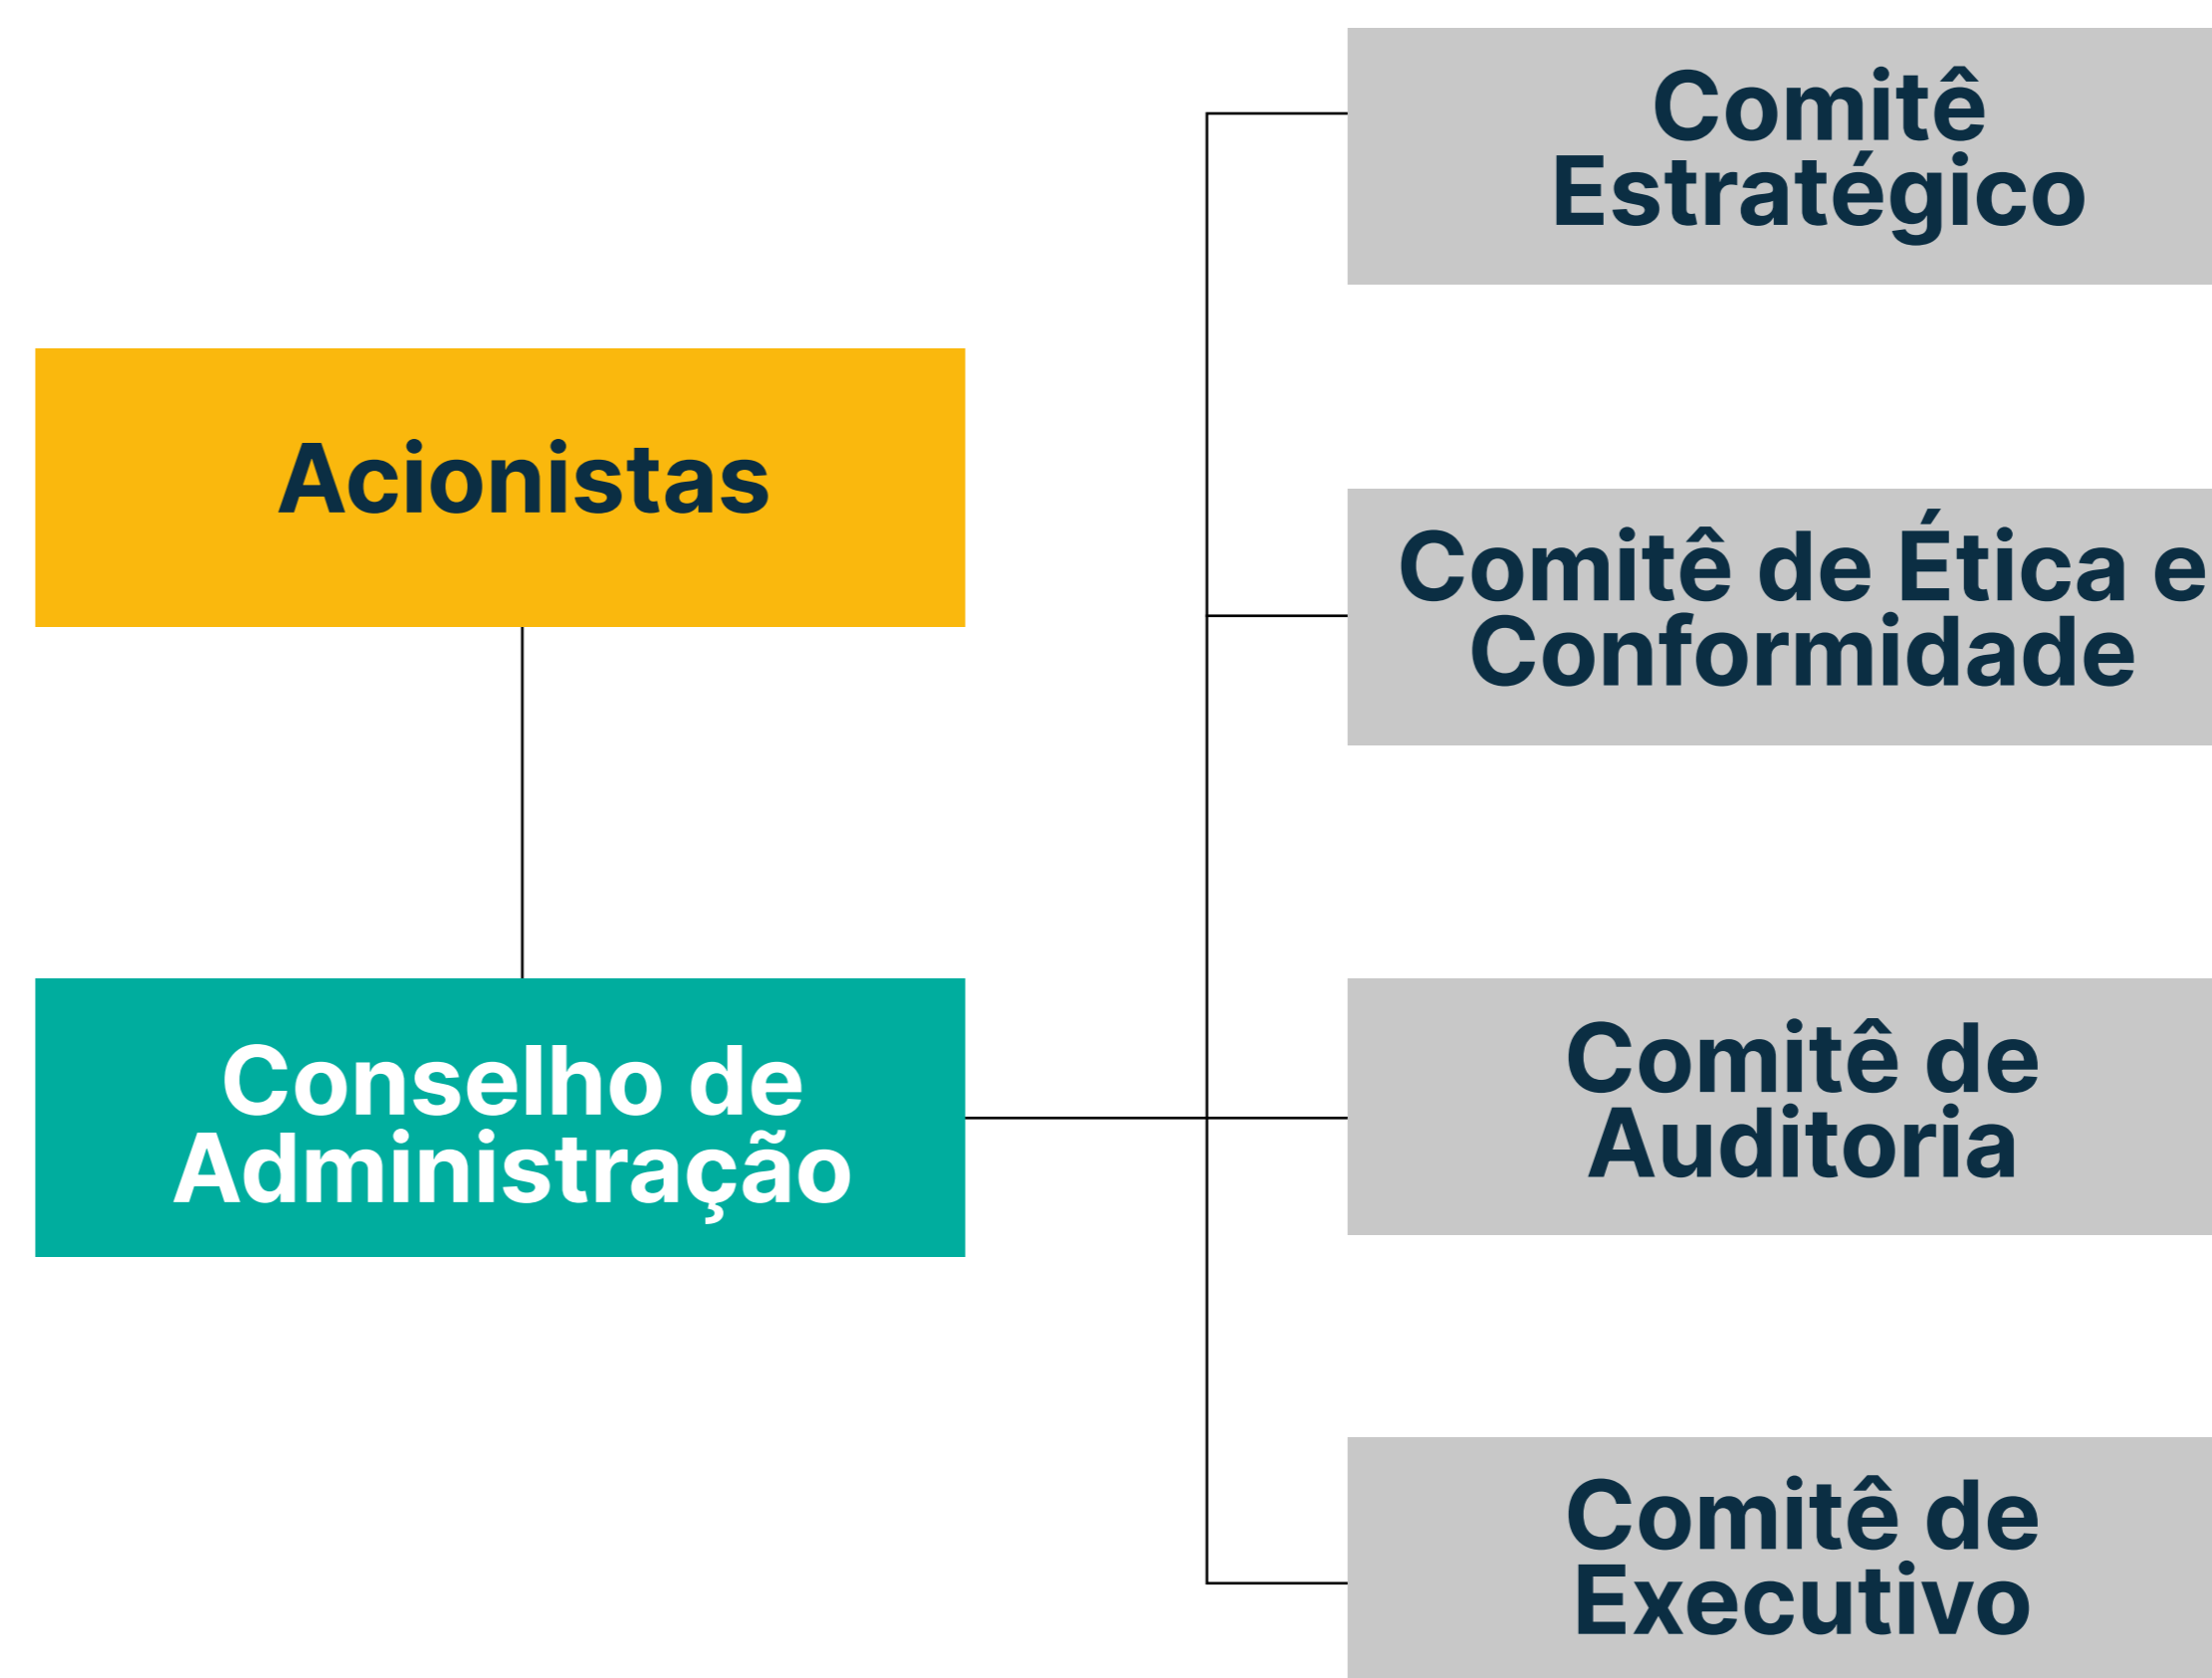 Acionistas
Conselho de
Administração
Comitê
Estratégico
Comitê de Ética e
Conformidade
Comitê de
Auditoria
Comitê de
Executivo